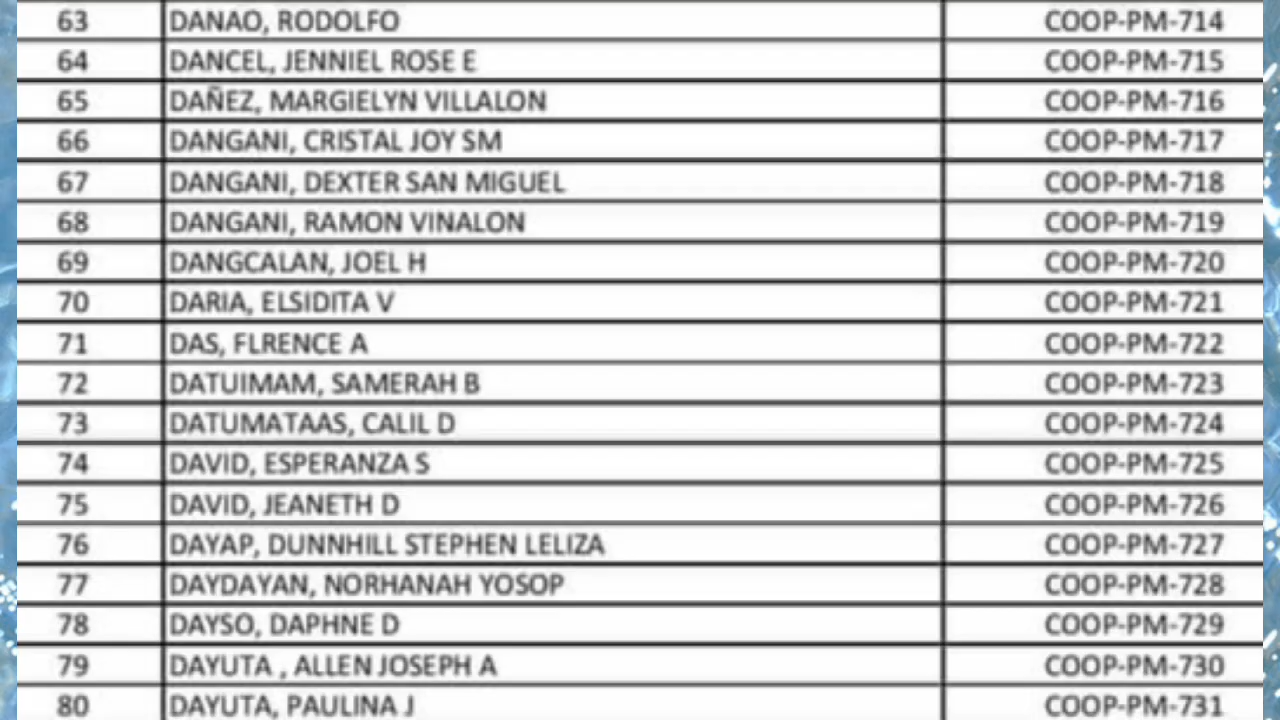 63 DANAO, RODOLFO COOP-PM-714
64 DANCEL, JENNIEL ROSE E COOP-PM-715
65 DAÑEZ, MARGIELYN VILLALON COOP-PM-716
66 DANGANI, CRISTAL JOY SM COOP-PM-717
67 DANGANI, DEXTER SAN MIGUEL COOP-PM-718
68 DANGANI, RAMON VINALON COOP-PM-719
69 DANGCALAN, JOEL H COOP-PM-720
70 DARIA, ELSIDITA V COOP-PM-721
71 DAS, FLRENCE A COOP-PM-722
72 DATUIMAM, SAMERAH B COOP-PM-723
73 DATUMATAAS, CALIL D COOP-PM-724
74 DAVID, ESPERANZA S COOP-PM-725
75 DAVID, JEANETH D COOP-PM-726
76 DAYAP, DUNNHILL STEPHEN LELIZA COOP-PM-727
77 DAYDAYAN, NORHANAH YOSOP COOP-PM-728
78 DAYSO, DAPHNE D COOP-PM-729
79 DAYUTA , ALLEN JOSEPH A COOP-PM-730
80 DAYUTA, PAULINA J COOP-PM-731